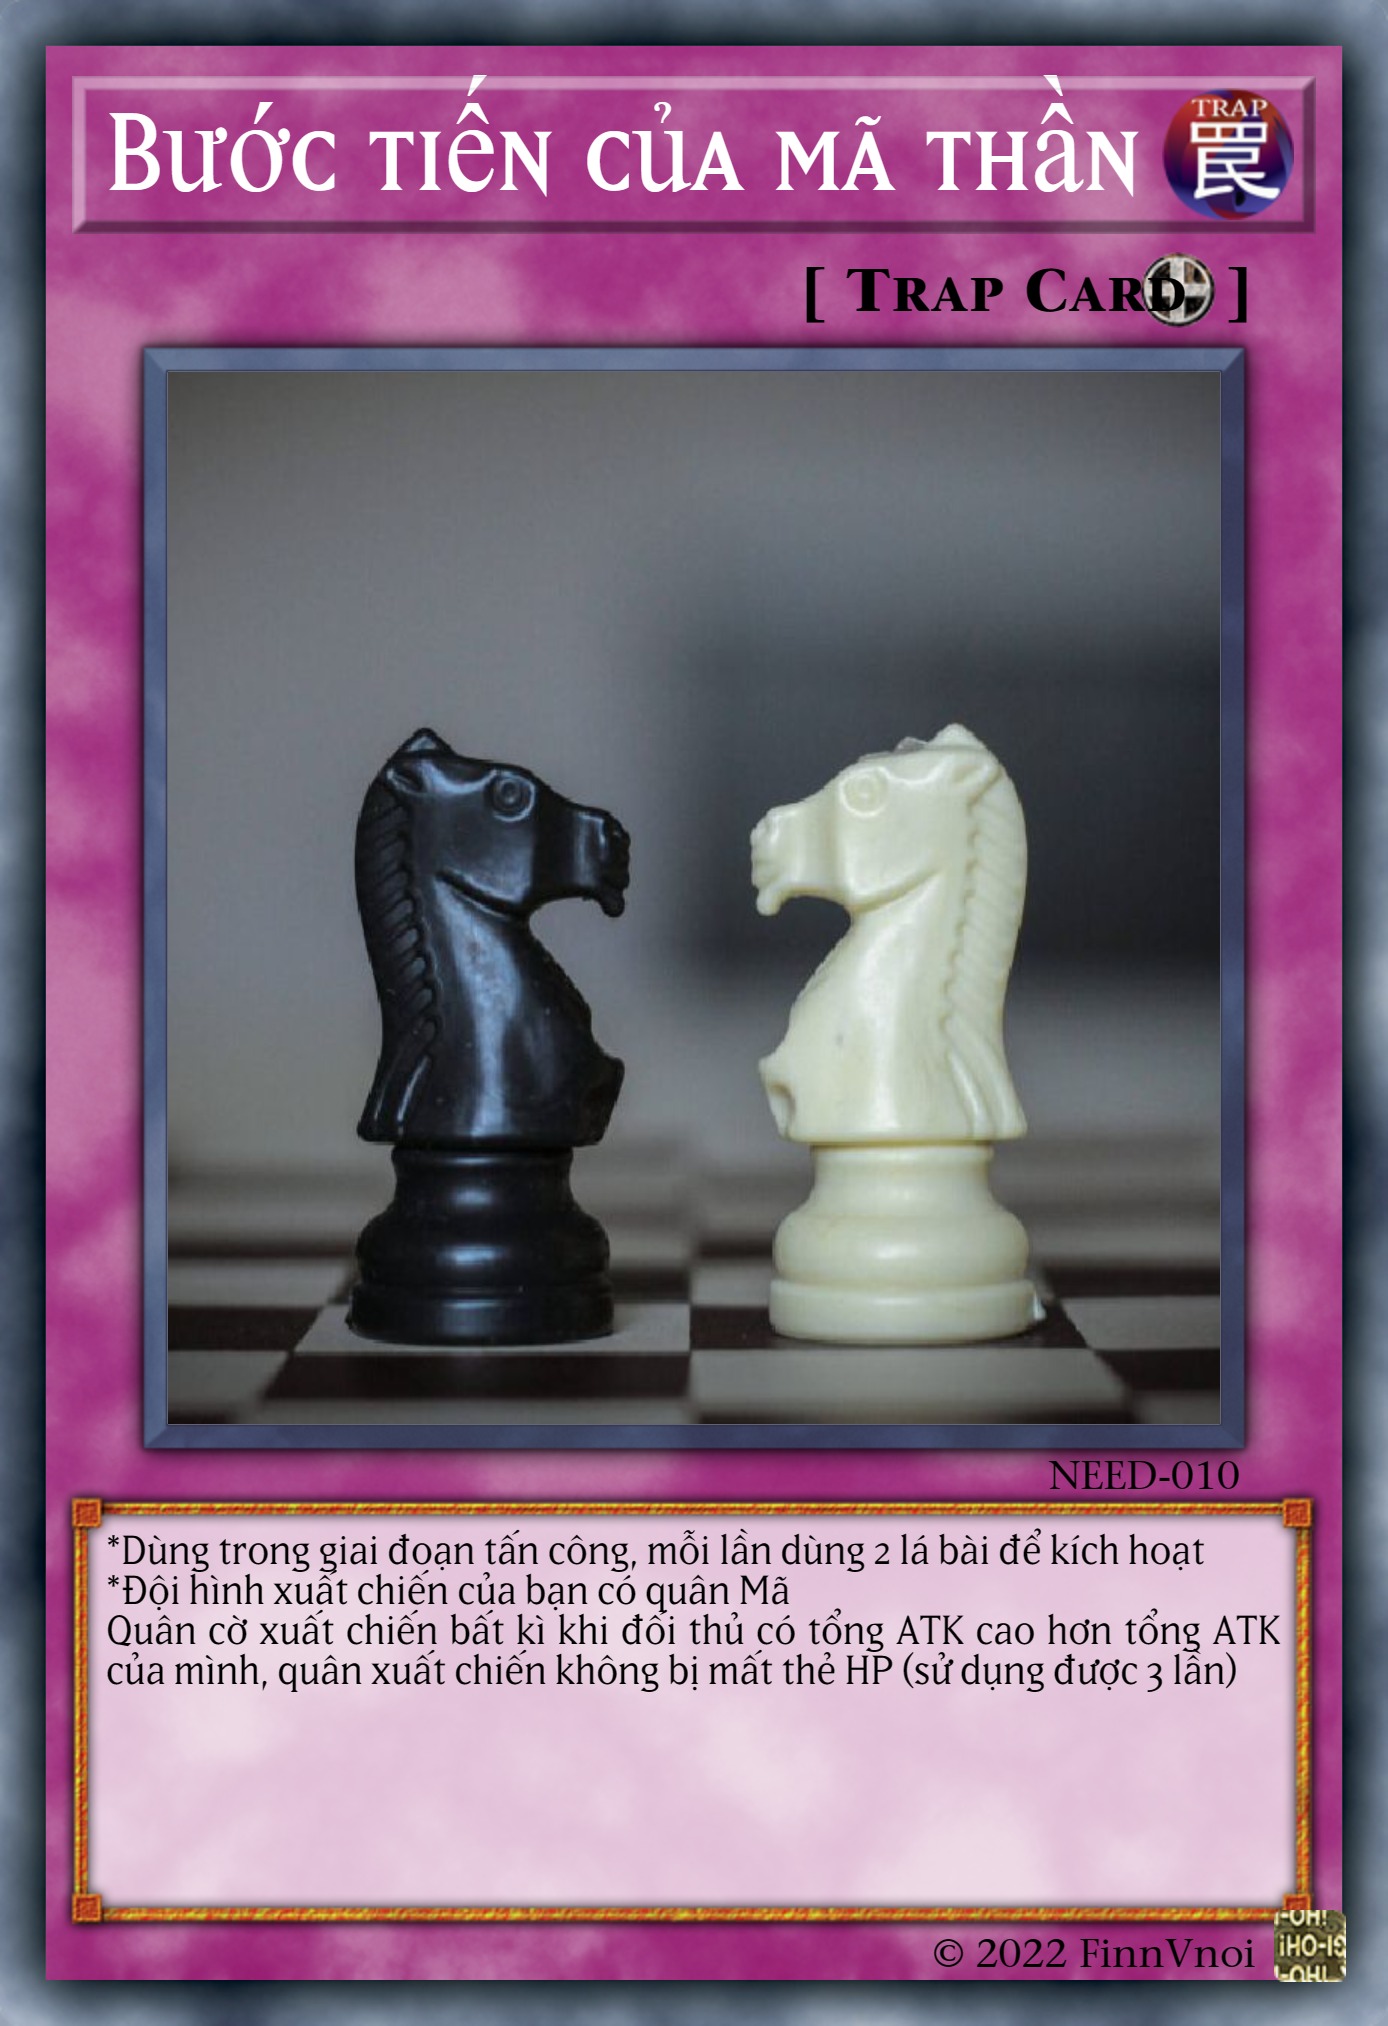 Bước tiến của mã thần
TRAP
罠
[ Trap Card ]
NEED-010
*Dùng trong giai đoạn tấn công, mỗi lần dùng 2 lá bài để kích hoạt
*Đội hình xuất chiến của bạn có quân Mã
Quân cờ xuất chiến bất kì khi đối thủ có tổng ATK cao hơn tổng ATK
của mình, quân xuất chiến không bị mất thẻ HP (sử dụng được 3 lần)
© 2022 FinnVnoi